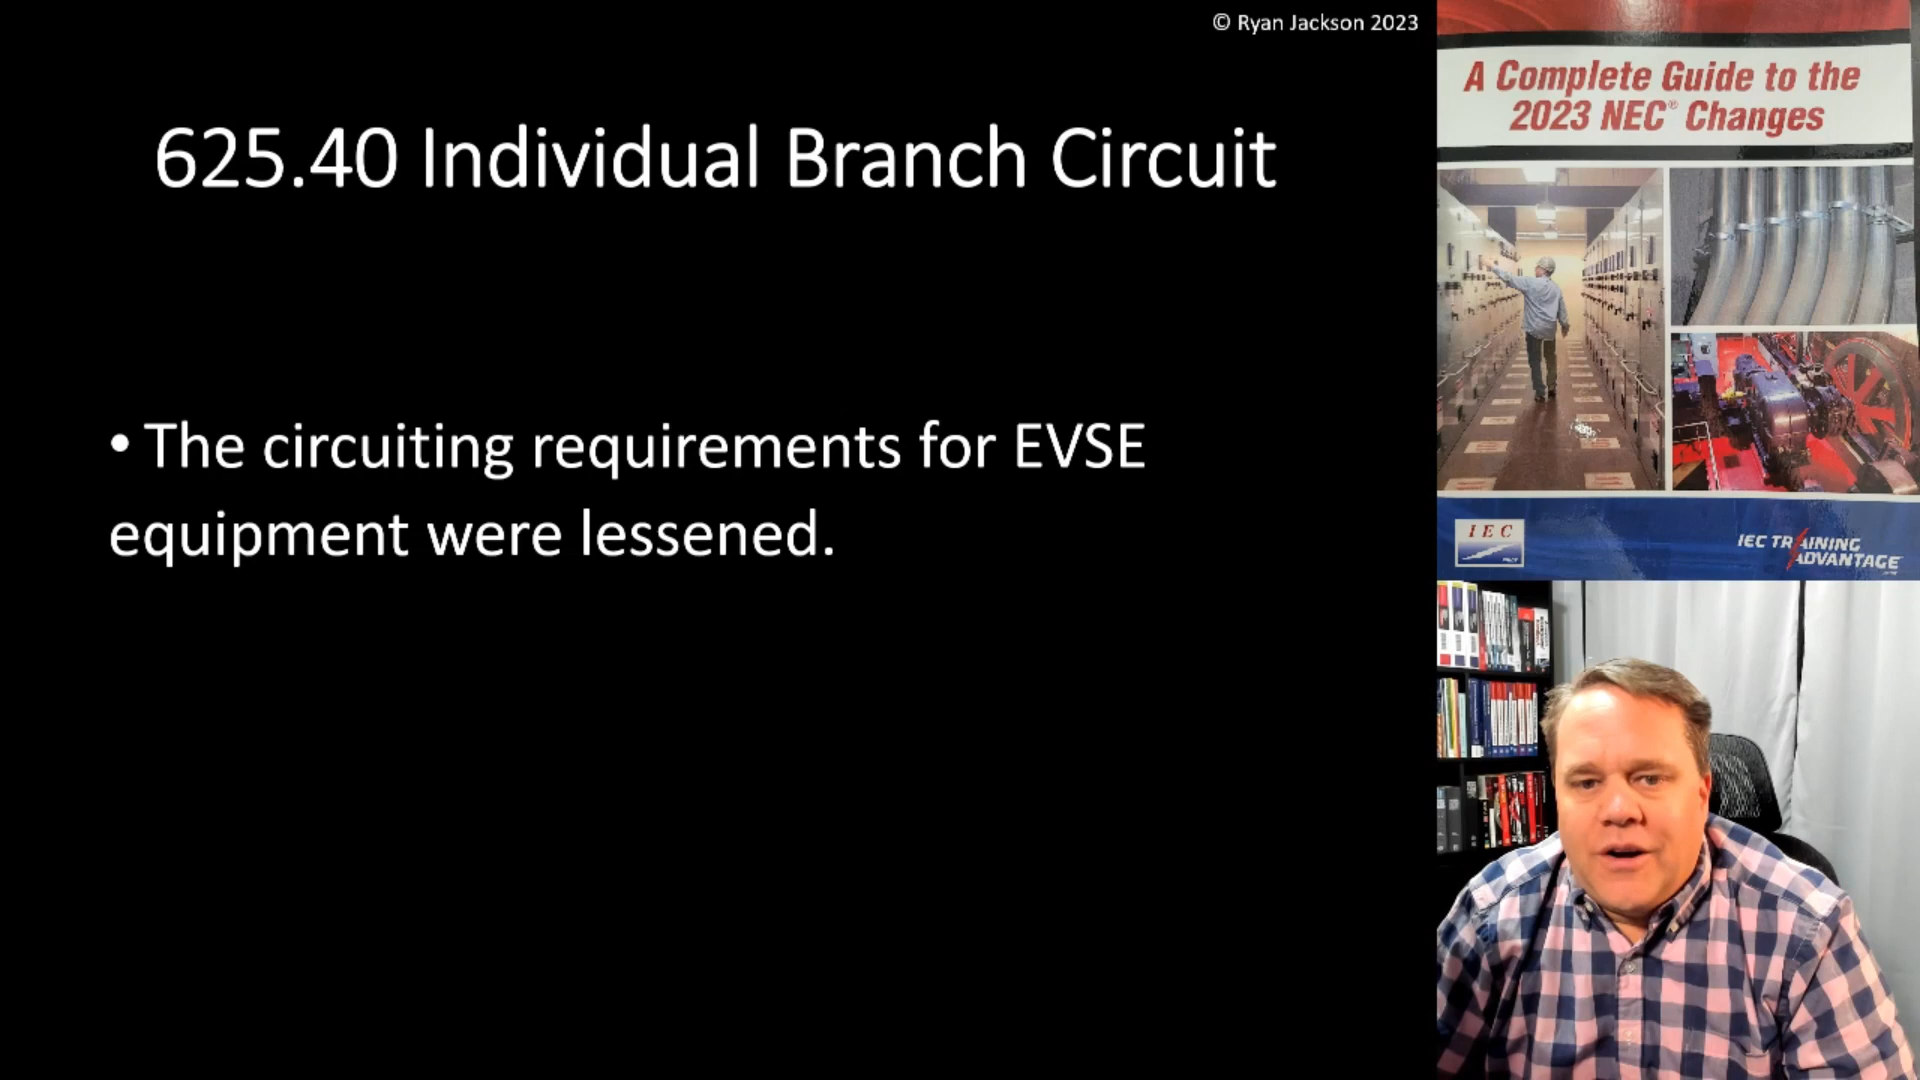 © Ryan Jackson 2023
625.40 Individual Branch Circuit
• The circuiting requirements for EVSE
equipment were lessened.
A Complete Guide to the
2023 NEC® Changes
IEC
IEC TRAINING
ADVANTAGE